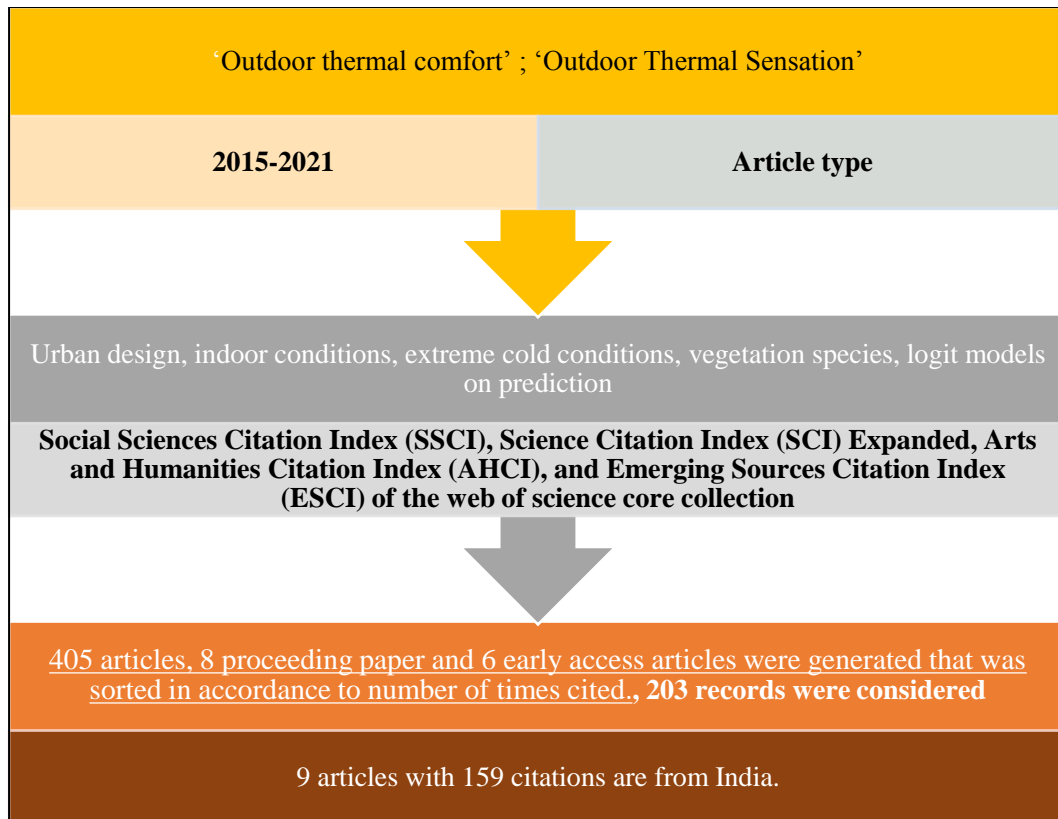 ‘Outdoor thermal comfort’ ; ‘Outdoor Thermal Sensation’
2015-2021
Article type
Urban design, indoor conditions, extreme cold conditions, vegetation species, logit models
on prediction
Social Sciences Citation Index (SSCI), Science Citation Index (SCI) Expanded, Arts
and Humanities Citation Index (AHCI), and Emerging Sources Citation Index
(ESCI) of the web of science core collection
405 articles, 8 proceeding paper and 6 early access articles were generated that was
sorted in accordance to number of times cited., 203 records were considered
9 articles with 159 citations are from India.